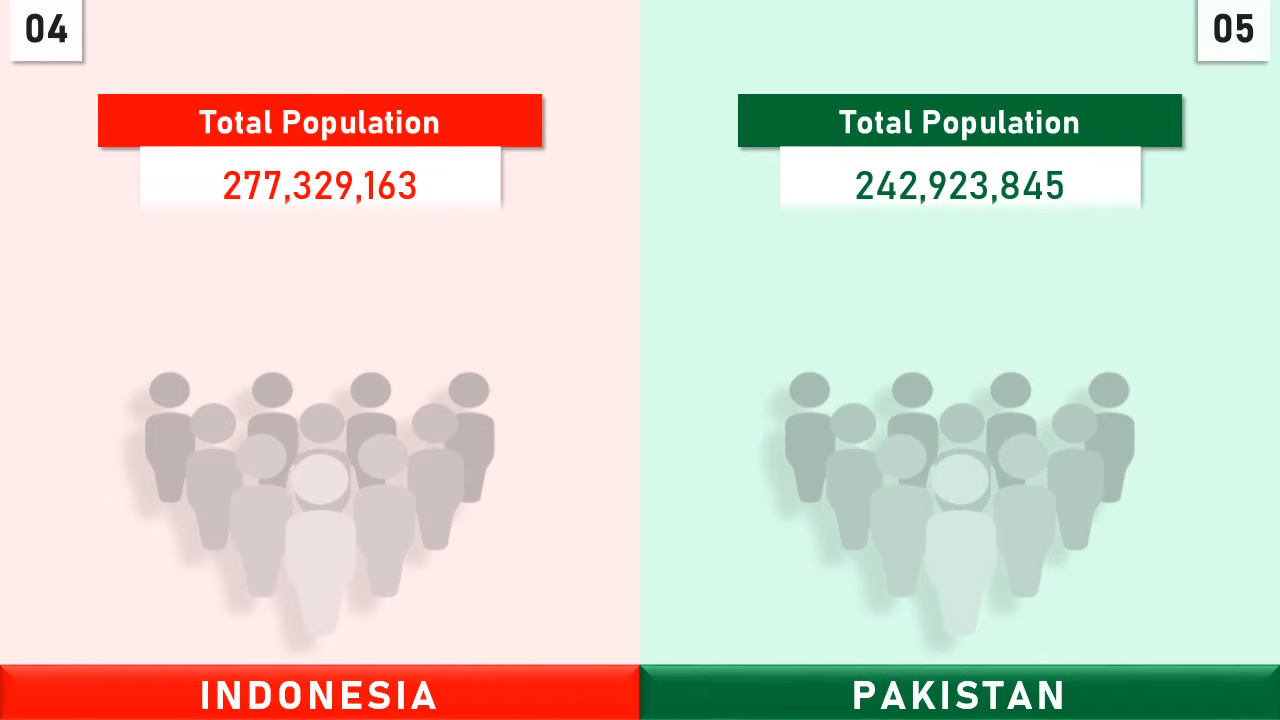 04
Total Population
277,329,163
INDONESIA
05
Total Population
242,923,845
PAKISTAN